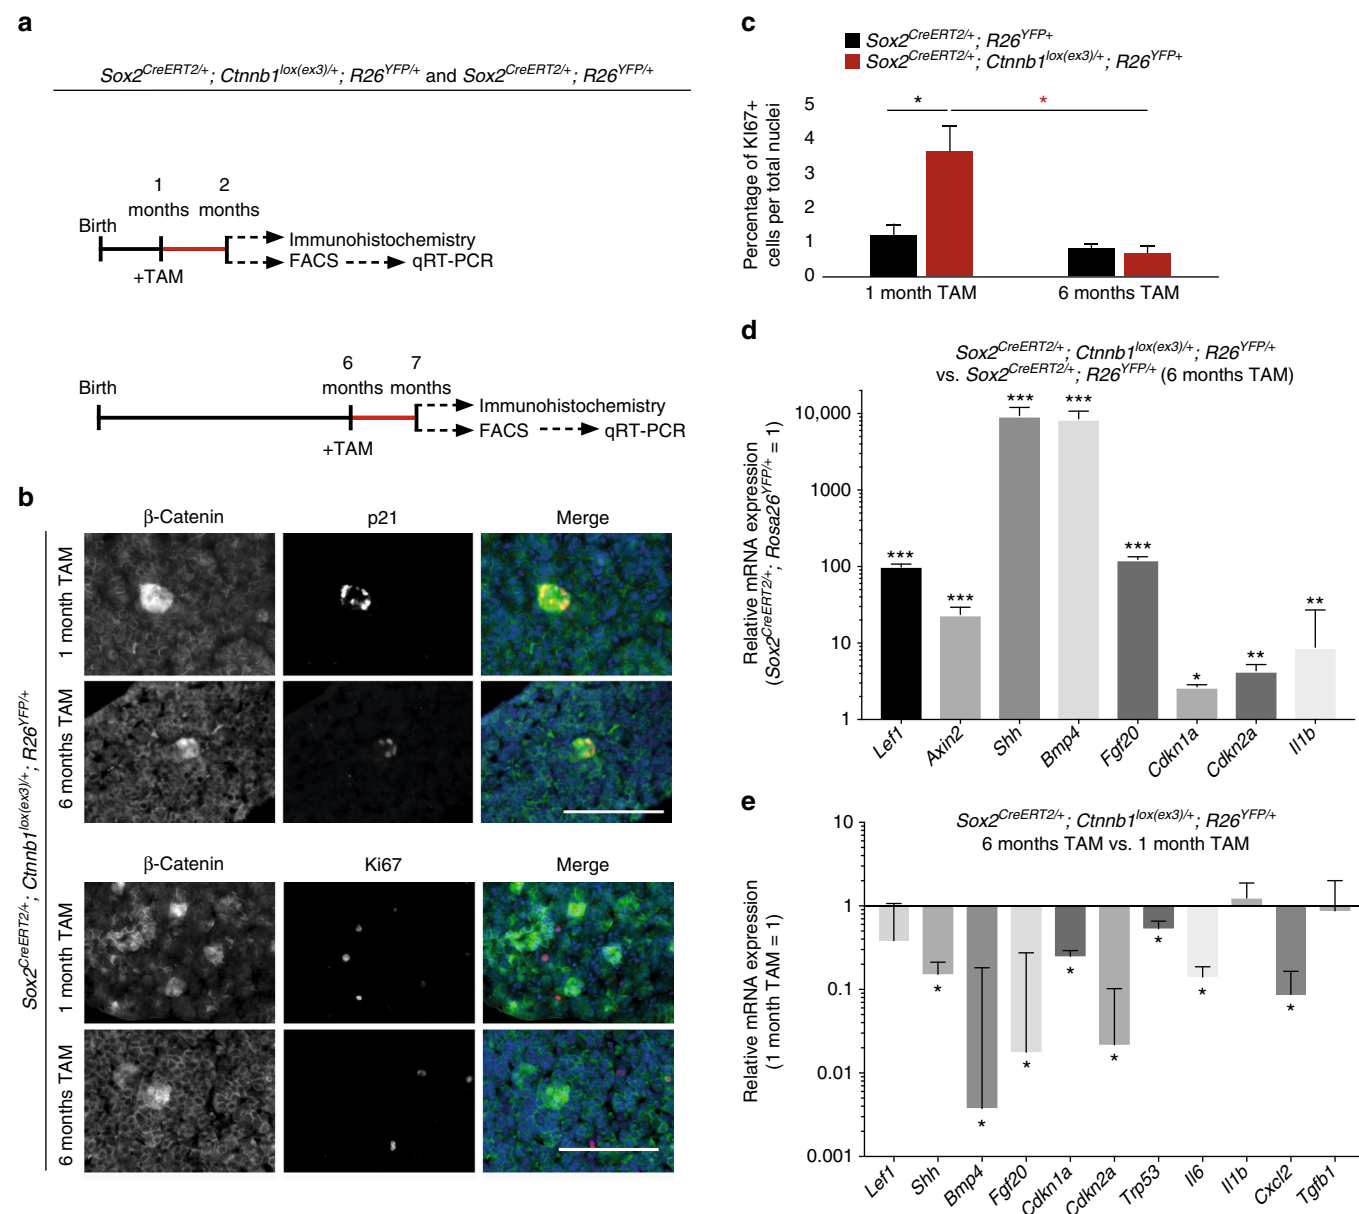 a
Sox2CreERT2/+; Ctnnb1lox(ex3)/+; R26YFP/+ and Sox2CreERT2/+; R26YFP/+
1 months
2 months
Birth
+TAM
Immunohistochemistry
FACS
qRT-PCR
6 months
7 months
Birth
+TAM
Immunohistochemistry
FACS
qRT-PCR
b
Sox2CreERT2/+; Ctnnb1lox(ex3)/+; R26YFP/+
β-Catenin
p21
Merge
1 month TAM
6 months TAM
β-Catenin
Ki67
Merge
1 month TAM
6 months TAM
c
Sox2CreERT2/+; R26YFP+
Sox2CreERT2/+; Ctnnb1lox(ex3)/+; R26YFP+
Percentage of KI67+
cells per total nuclei
5
4
3
2
1
0
*
*
1 month TAM
6 months TAM
d
Sox2CreERT2/+; Ctnnb1lox(ex3)/+; R26YFP/+
vs. Sox2CreERT2/+; R26YFP/+ (6 months TAM)
Relative mRNA expression
(Sox2CreERT2/+; Rosa26YFP/+ = 1)
10,000
1000
100
10
1
***
***
***
***
***
*
**
**
Lef1
Axin2
Shh
Bmp4
Fgf20
Cdkn1a
Cdkn2a
Il1b
e
Sox2CreERT2/+; Ctnnb1lox(ex3)/+; R26YFP/+
6 months TAM vs. 1 month TAM
Relative mRNA expression
(1 month TAM = 1)
10
1
0.1
0.01
0.001
*
*
*
*
*
*
*
*
Lef1
Shh
Bmp4
Fgf20
Cdkn1a
Cdkn2a
Trp53
Il6
Il1b
Cxcl2
Tgfb1